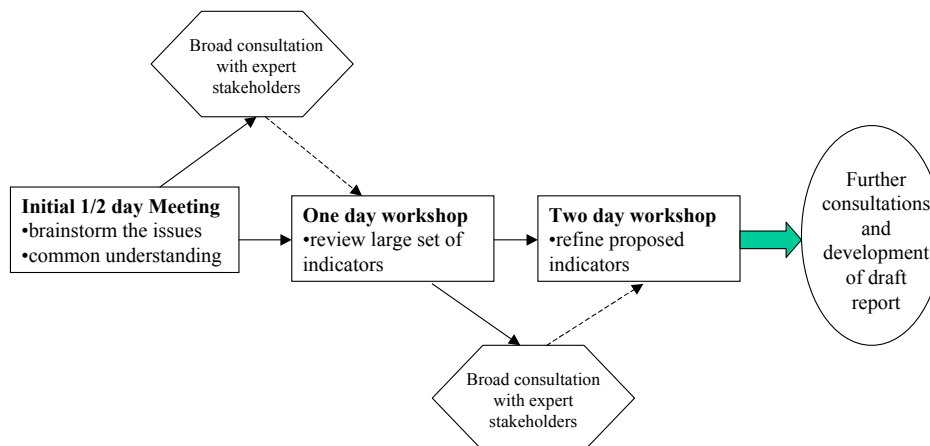 Broad consultation
with expert
stakeholders
Initial 1/2 day Meeting
•brainstorm the issues
•common understanding
One day workshop
•review large set of
indicators
Two day workshop
•refine proposed
indicators
Further
consultations
and
development
of draft
report
Broad consultation
with expert
stakeholders